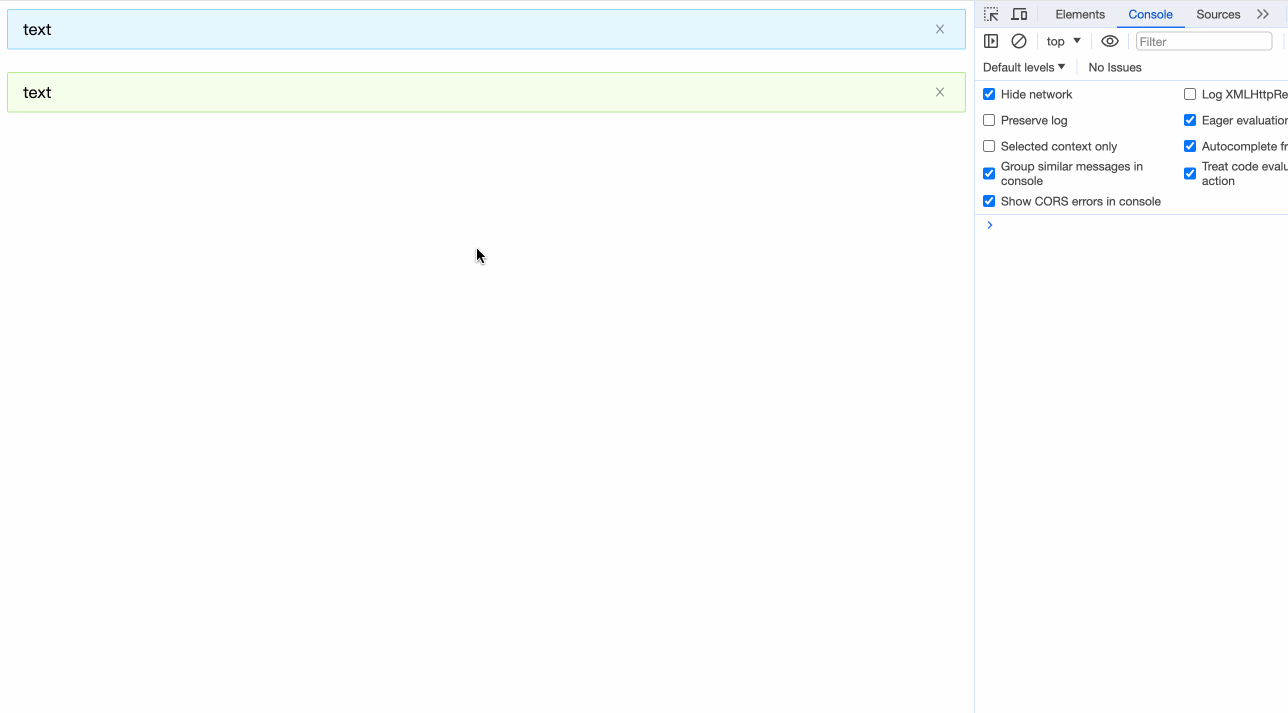 text
text
Elements Console Sources
top Filter
Default levels No Issues
Hide network Log XMLHttpRe
Preserve log Eager evaluation
Selected context only Autocomplete fr
Group similar messages in console Treat code evalu action
Show CORS errors in console